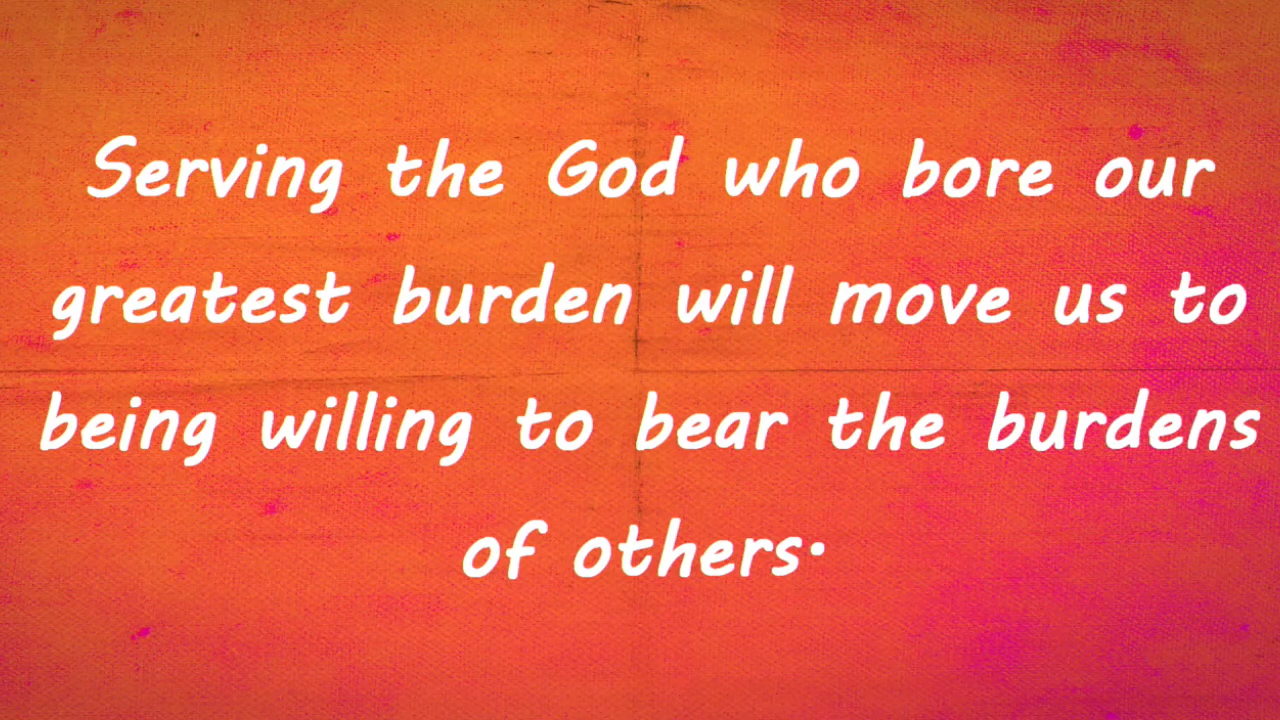 Serving the God who bore our
greatest burden will move us to
being willing to bear the burdens
of others.